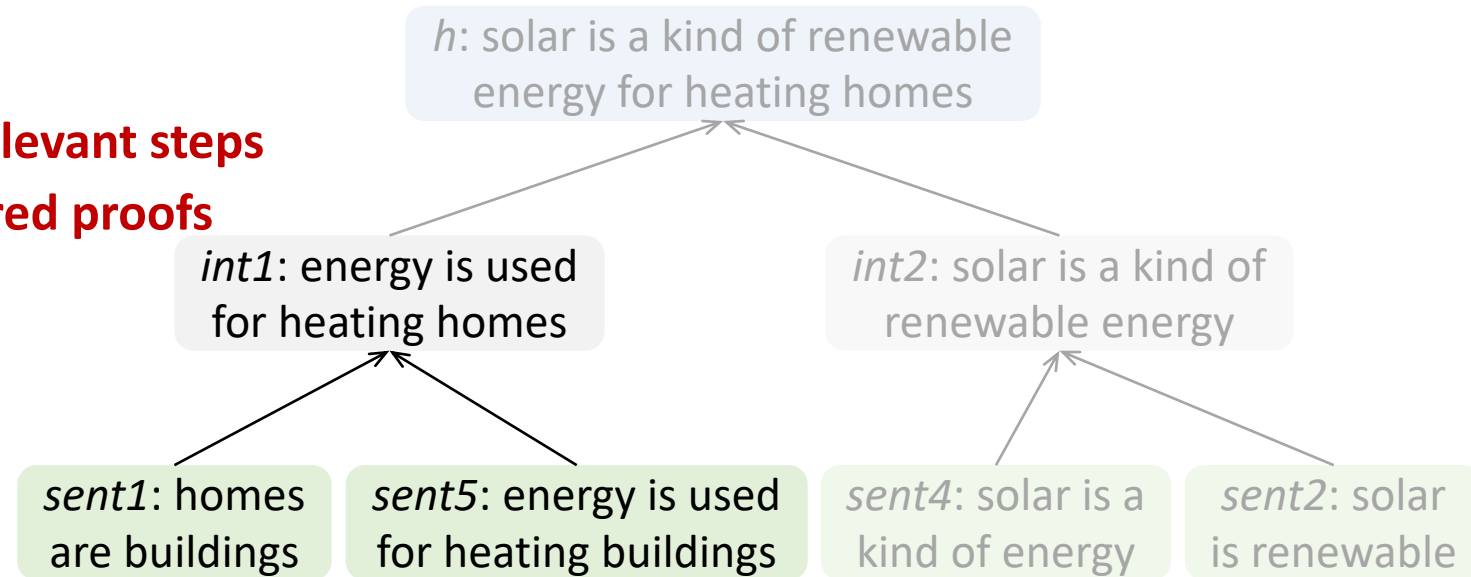 h: solar is a kind of renewable
energy for heating homes
levant steps
red proofs
int1: energy is used
for heating homes
int2: solar is a kind of
renewable energy
sent1: homes
are buildings
sent5: energy is used
for heating buildings
sent4: solar is a
kind of energy
sent2: solar
is renewable